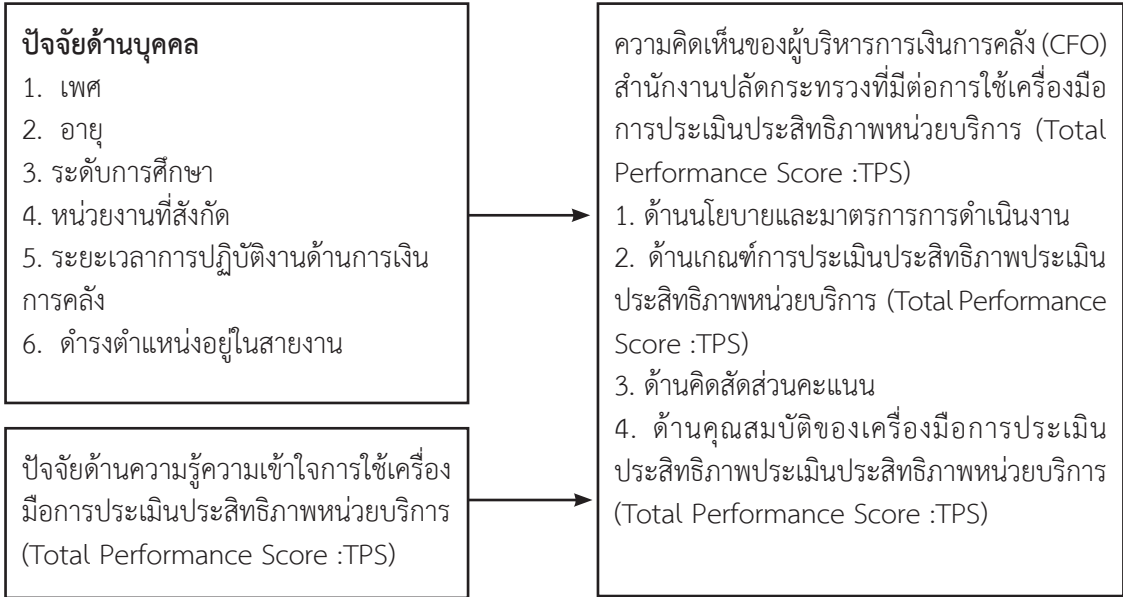 ปัจจัยด้านบุคคล
1. เพศ
2. อายุ
3. ระดับการศึกษา
4. หน่วยงานที่สังกัด
5. ระยะเวลาการปฏิบัติงานด้านการเงิน
การคลัง
6. ดำรงตำแหน่งอยู่ในสายงาน
ปัจจัยด้านความรู้ความเข้าใจการใช้เครื่อง
มือการประเมินประสิทธิภาพหน่วยบริการ
(Total Performance Score :TPS)
ความคิดเห็นของผู้บริหารการเงินการคลัง (CFO)
สำนักงานปลัดกระทรวงที่มีต่อการใช้เครื่องมือ
การประเมินประสิทธิภาพหน่วยบริการ (Total
Performance Score :TPS)
1. ด้านนโยบายและมาตรการการดำเนินงาน
2. ด้านเกณฑ์การประเมินประสิทธิภาพประเมิน
ประสิทธิภาพหน่วยบริการ (Total Performance
Score :TPS)
3. ด้านคิดสัดส่วนคะแนน
4. ด้านคุณสมบัติของเครื่องมือการประเมิน
ประสิทธิภาพประเมินประสิทธิภาพหน่วยบริการ
(Total Performance Score :TPS)